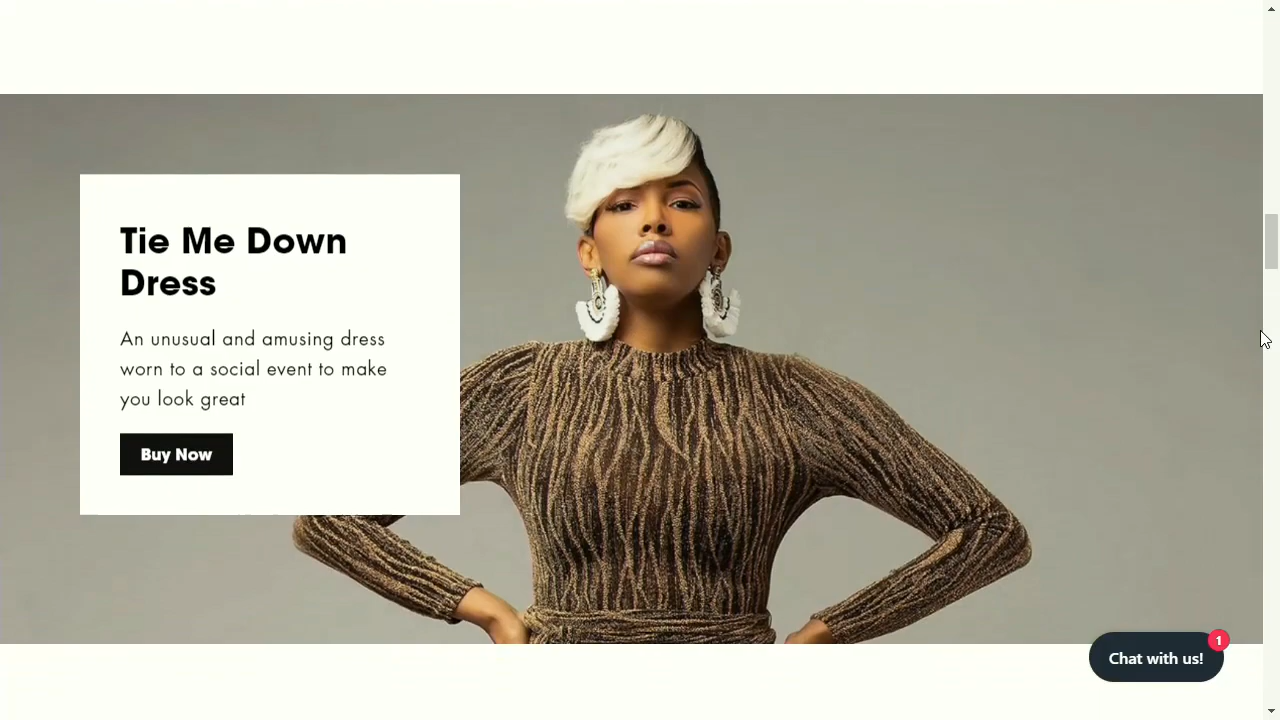 Tie Me Down
Dress
An unusual and amusing dress
worn to a social event to make
you look great
Buy Now
1
Chat with us!